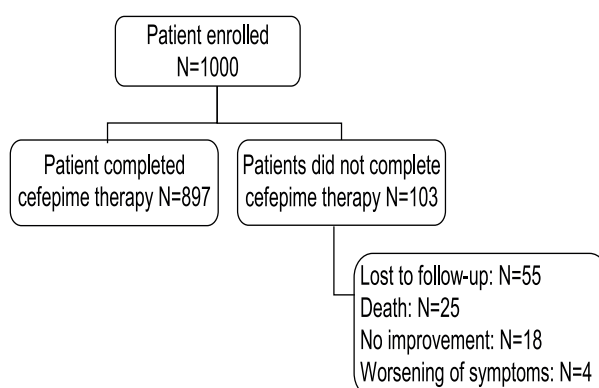 Patient enrolled
N=1000
Patient completed
cefepime therapy N=897
Patients did not complete
cefepime therapy N=103
Lost to follow-up: N=55
Death: N=25
No improvement: N=18
Worsening of symptoms: N=4